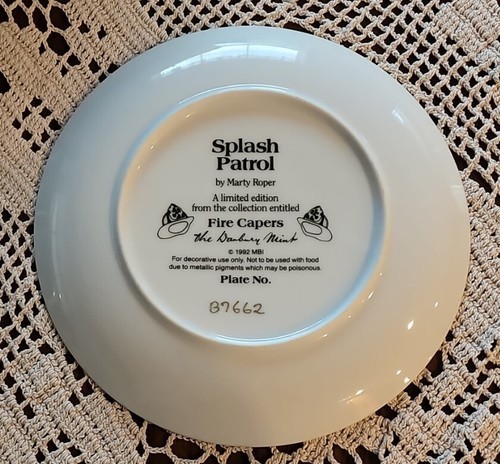 Splash
Patrol
by Marty Roper
A limited edition
from the collection entitled
Fire Capers
The Danbury Mint
© 1992 MBI
For decorative use only. Not to be used with food
due to metallic pigments which may be poisonous.
Plate No.
B7662